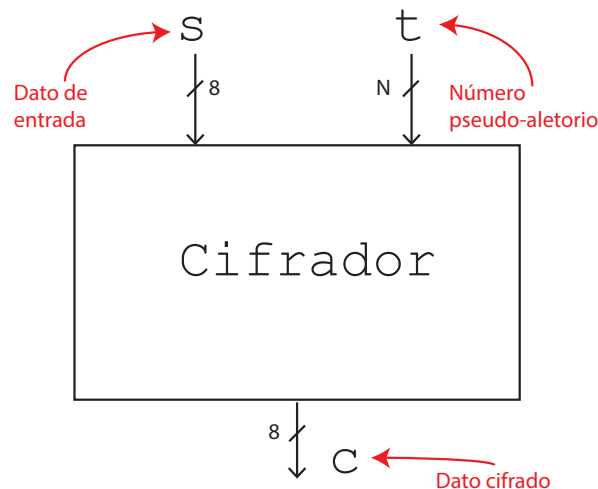 s t
8
N
Dato de
entrada
Número
pseudo-aletorio
Cifrador
8
c
Dato cifrado